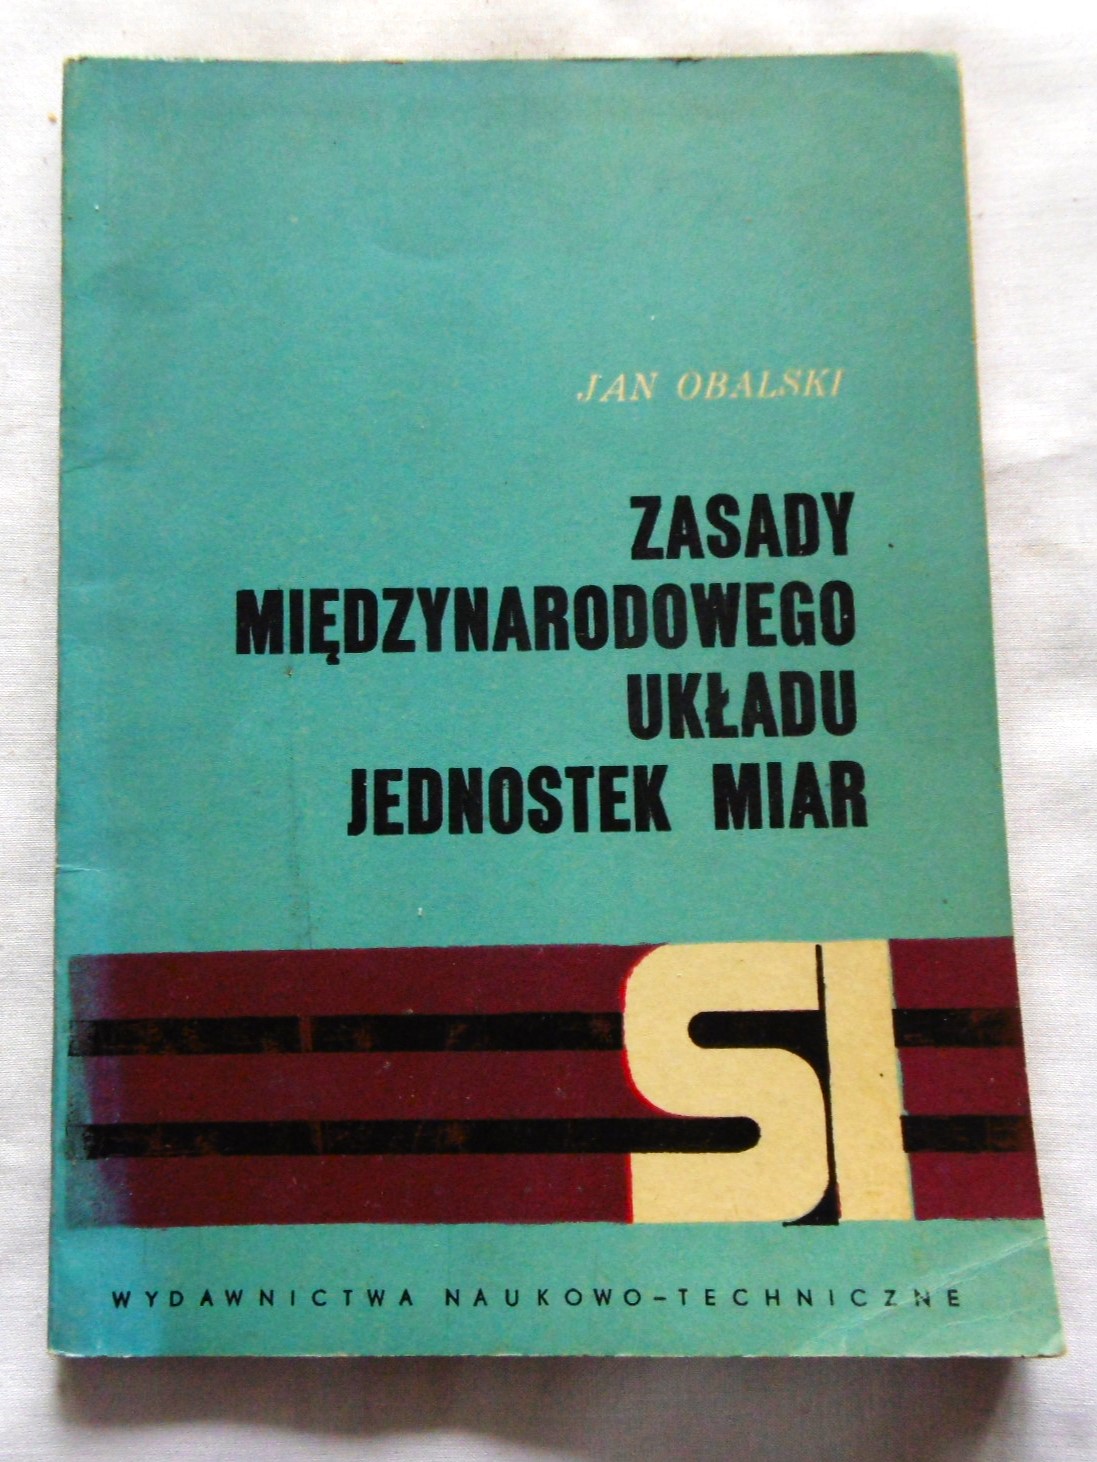 JAN OBALSKI
ZASADY
MIĘDZYNARODOWEGO
UKŁADU
JEDNOSTEK MIAR
SI
WYDAWNICTWA NAUKOWO-TECHNICZNE